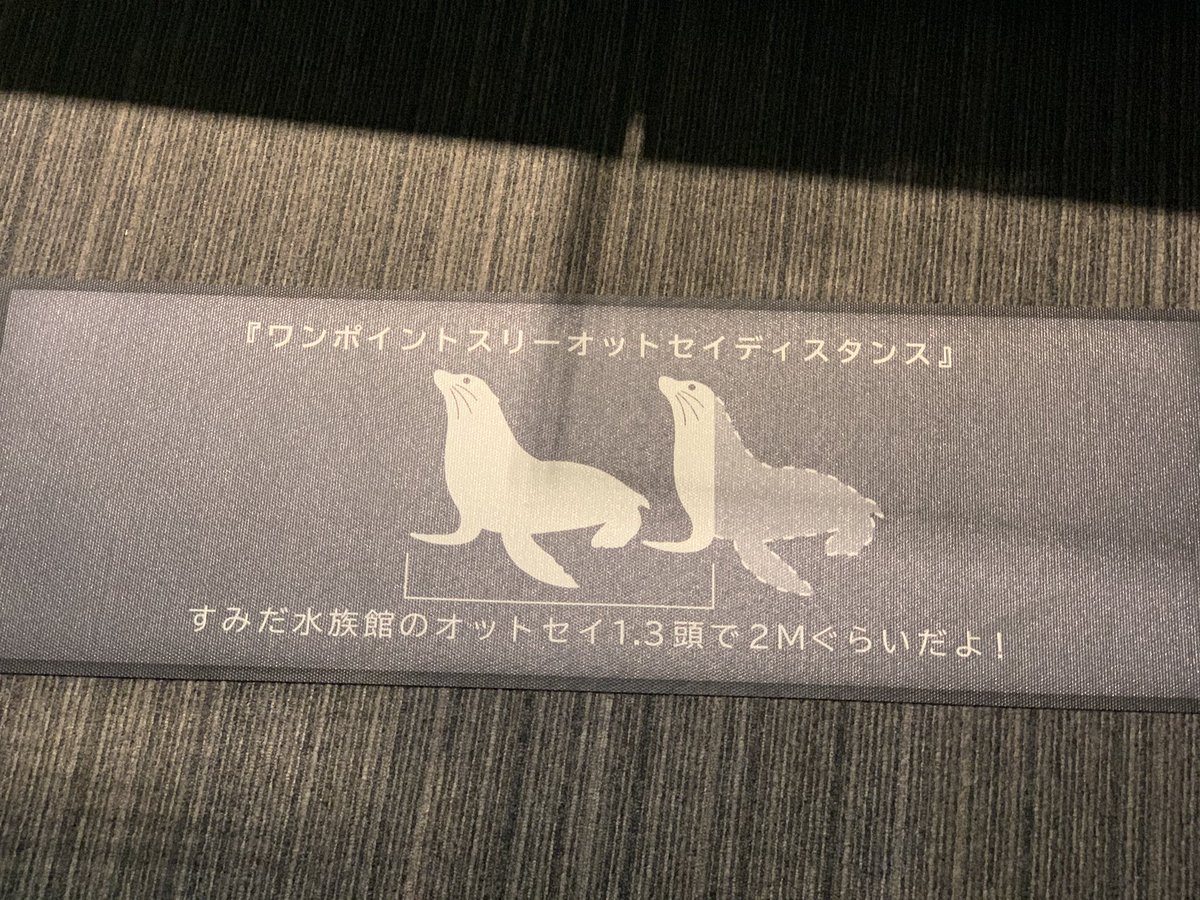 『ワンポイントスリーオットセイディスタンス』
すみだ水族館のオットセイ1.3頭で2Mぐらいだよ!